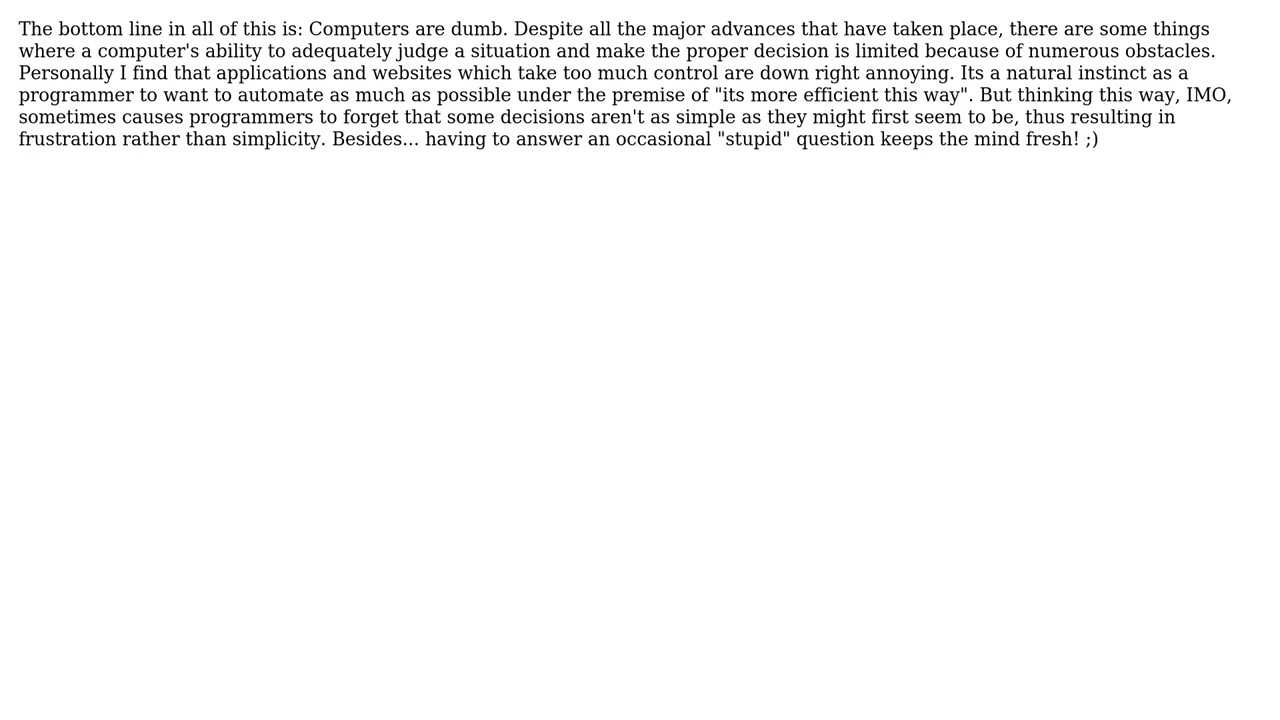 The bottom line in all of this is: Computers are dumb. Despite all the major advances that have taken place, there are some things
where a computer's ability to adequately judge a situation and make the proper decision is limited because of numerous obstacles.
Personally I find that applications and websites which take too much control are down right annoying. Its a natural instinct as a
programmer to want to automate as much as possible under the premise of "its more efficient this way". But thinking this way, IMO,
sometimes causes programmers to forget that some decisions aren't as simple as they might first seem to be, thus resulting in
frustration rather than simplicity. Besides... having to answer an occasional "stupid" question keeps the mind fresh! ;)